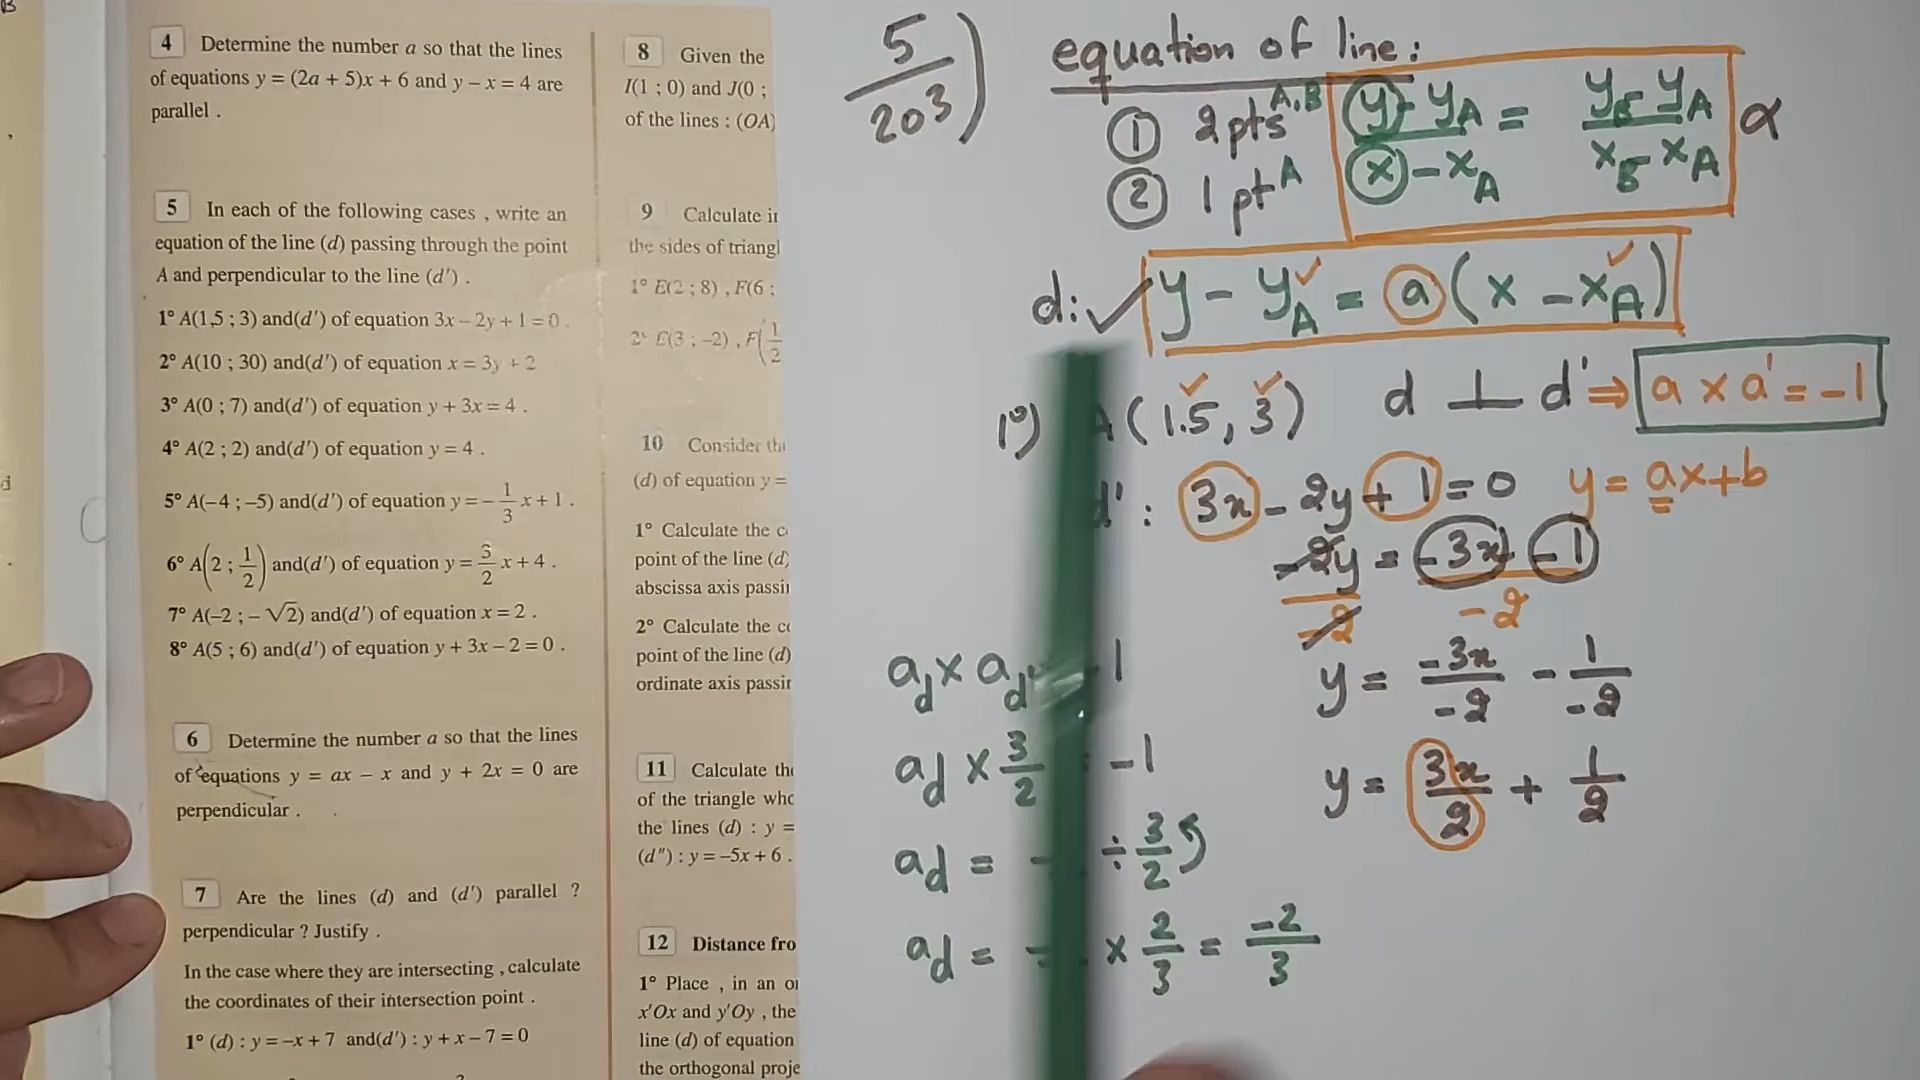 4 Determine the number a so that the lines
of equations y = (2a + 5)x + 6 and y – x = 4 are
parallel .
5 In each of the following cases , write an
equation of the line (d) passing through the point
A and perpendicular to the line (d') .
1° A(1,5 ; 3) and(d') of equation 3x – 2y + 1 = 0 .
2° A(10 ; 30) and(d') of equation x = 3y + 2
3° A(0 ; 7) and(d') of equation y + 3x = 4 .
4° A(2 ; 2) and(d') of equation y = 4 .
5° A(–4 ; –5) and(d') of equation y = – 1/3 x + 1 .
6° A(2 ; 1/2) and(d') of equation y = 3/2 x + 4 .
7° A(–2 ; – √2) and(d') of equation x = 2 .
8° A(5 ; 6) and(d') of equation y + 3x – 2 = 0 .
6 Determine the number a so that the lines
of equations y = ax – x and y + 2x = 0 are
perpendicular .
7 Are the lines (d) and (d') parallel ?
perpendicular ? Justify .
In the case where they are intersecting , calculate
the coordinates of their intersection point .
1° (d) : y = –x + 7 and(d') : y + x – 7 = 0
8 Given the
I(1 ; 0) and J(0 ;
of the lines : (OA)
9 Calculate
the sides of
1° E(2 ; 8) , F(6 ;
2° E(3 ; –2) , F(1/2
10 Consider
(d) of equation y =
1° Calculate the
point of the line (d)
abscissa axis
2° Calculate the
point of the line (d)
ordinate axis
11 Calculate
of the triangle
the lines (d) : y =
(d") : y = –5x + 6 .
12 Distance
1° Place , in an
x'Ox and y'Oy , the
line (d) of equation
the orthogonal
5/203) equation of line:
① 2pts A,B (y - yA)/(x - xA) = (yB - yA)/(xB - xA) α
② 1 pt A
d: ✓ y - yA = a(x - xA)
1°) A(1.5, 3) d ⊥ d' ⇒ a × a' = -1
d' : 3x - 2y + 1 = 0 y = ax+b
-2y/-2 = -3x -1/-2
y = -3x/-2 - 1/-2
y = 3x/2 + 1/2
ad × ad' -1
ad × 3/2 = -1
ad = ÷ 3/2
ad = × 2/3 = -2/3